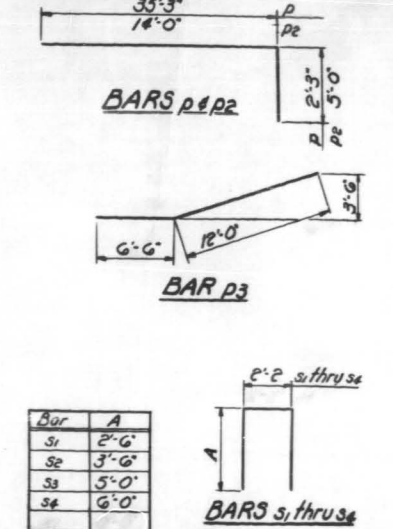 35'-3" p
14'-0" p2
2'-3" p
5'-0" p2
BARS p & p2
3'-6"
12'-0"
6'-6"
BAR p3
2'-2 s1 thru s4
A
Bar A
s1 2'-6"
s2 3'-6"
s3 5'-0"
s4 6'-0"
BARS s1 thru s4